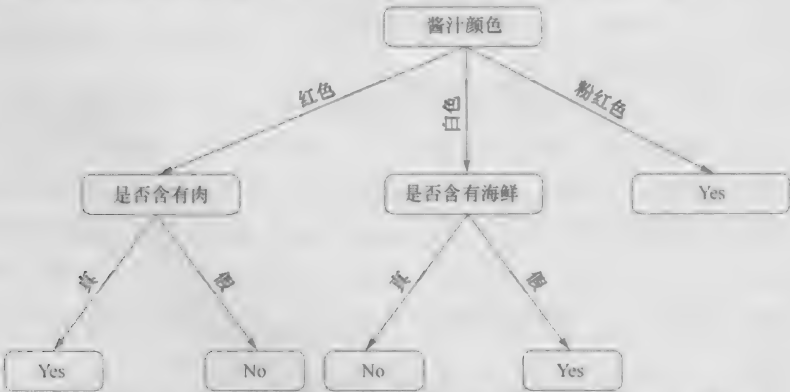 酱汁颜色
红色
白色
粉红色
是否含有肉
是否含有海鲜
Yes
真
假
真
假
Yes
No
No
Yes